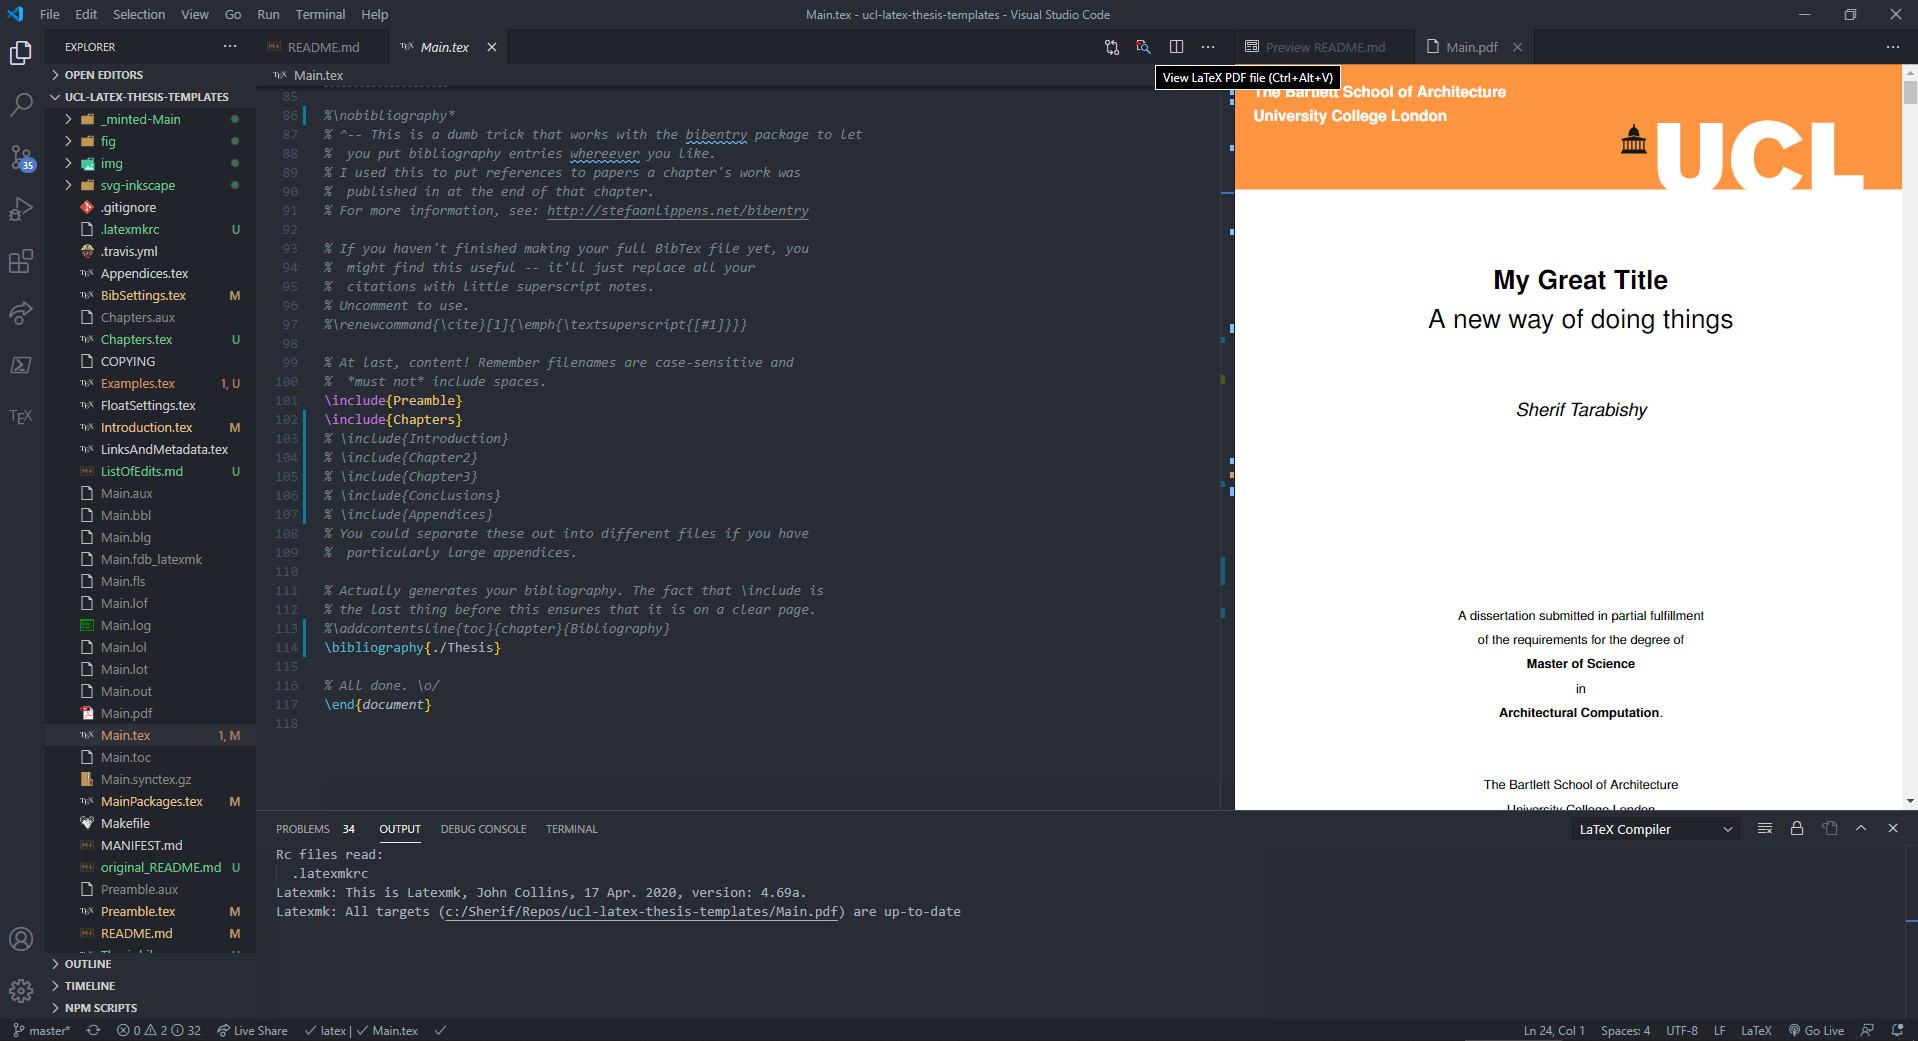 File Edit Selection View Go Run Terminal Help
Main.tex - ucl-latex-thesis-templates - Visual Studio Code
EXPLORER
OPEN EDITORS
UCL-LATEX-THESIS-TEMPLATES
_minted-Main
fig
img
svg-inkscape
.gitignore
.latexmkrc U
.travis.yml
Appendices.tex
BibSettings.tex M
Chapters.aux
Chapters.tex U
COPYING
Examples.tex 1, U
FloatSettings.tex
Introduction.tex M
LinksAndMetadata.tex
ListOfEdits.md U
Main.aux
Main.bbl
Main.blg
Main.fdb_latexmk
Main.fls
Main.lof
Main.log
Main.lol
Main.lot
Main.out
Main.pdf
Main.tex 1, M
Main.toc
Main.synctex.gz
MainPackages.tex M
Makefile
MANIFEST.md
original_README.md U
Preamble.aux
Preamble.tex M
README.md M
OUTLINE
TIMELINE
NPM SCRIPTS
35
README.md
Main.tex
Main.tex
View LaTeX PDF file (Ctrl+Alt+V)
85
86 %\nobibliography*
87 % ^-- This is a dumb trick that works with the bibentry package to let
88 %  you put bibliography entries whereever you like.
89 % I used this to put references to papers a chapter's work was
90 %  published in at the end of that chapter.
91 % For more information, see: http://stefaanlippens.net/bibentry
92
93 % If you haven't finished making your full BibTex file yet, you
94 %  might find this useful -- it'll just replace all your
95 %  citations with little superscript notes.
96 % Uncomment to use.
97 %\renewcommand{\cite}[1]{\emph{\textsuperscript{[#1]}}}
98
99 % At last, content! Remember filenames are case-sensitive and
100 %  *must not* include spaces.
101 \include{Preamble}
102 \include{Chapters}
103 % \include{Introduction}
104 % \include{Chapter2}
105 % \include{Chapter3}
106 % \include{Conclusions}
107 % \include{Appendices}
108 % You could separate these out into different files if you have
109 %  particularly large appendices.
110
111 % Actually generates your bibliography. The fact that \include is
112 % the last thing before this ensures that it is on a clear page.
113 %\addcontentsline{toc}{chapter}{Bibliography}
114 \bibliography{./Thesis}
115
116 % All done. \o/
117 \end{document}
118
Preview README.md
Main.pdf
The Bartlett School of Architecture
University College London
UCL
My Great Title
A new way of doing things
Sherif Tarabishy
A dissertation submitted in partial fulfillment
of the requirements for the degree of
Master of Science
in
Architectural Computation.
The Bartlett School of Architecture
University College London
PROBLEMS 34 OUTPUT DEBUG CONSOLE TERMINAL
LaTeX Compiler
Rc files read:
.latexmkrc
Latexmk: This is Latexmk, John Collins, 17 Apr. 2020, version: 4.69a.
Latexmk: All targets (c:/Sherif/Repos/ucl-latex-thesis-templates/Main.pdf) are up-to-date
master* 0 2 32 Live Share latex | Main.tex
Ln 24, Col 1 Spaces: 4 UTF-8 LF LaTeX Go Live